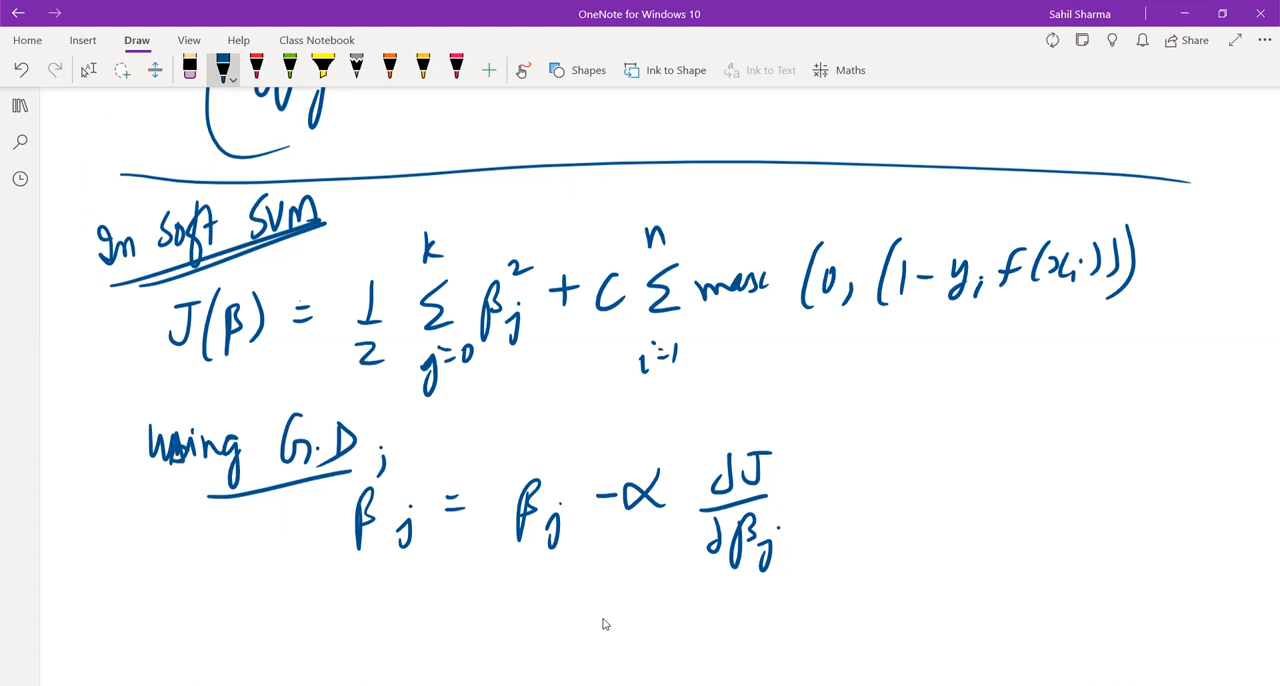 OneNote for Windows 10
Sahil Sharma
Home Insert Draw View Help Class Notebook
Share
Shapes Ink to Shape Ink to Text Maths
In Soft SVM
J(β) = 1/2 Σ_{j=0}^{k} β_j^2 + C Σ_{i=1}^{n} max (0, (1 - y_i f(x_i)))
Using G.D;
β_j = β_j - α dJ/dβ_j